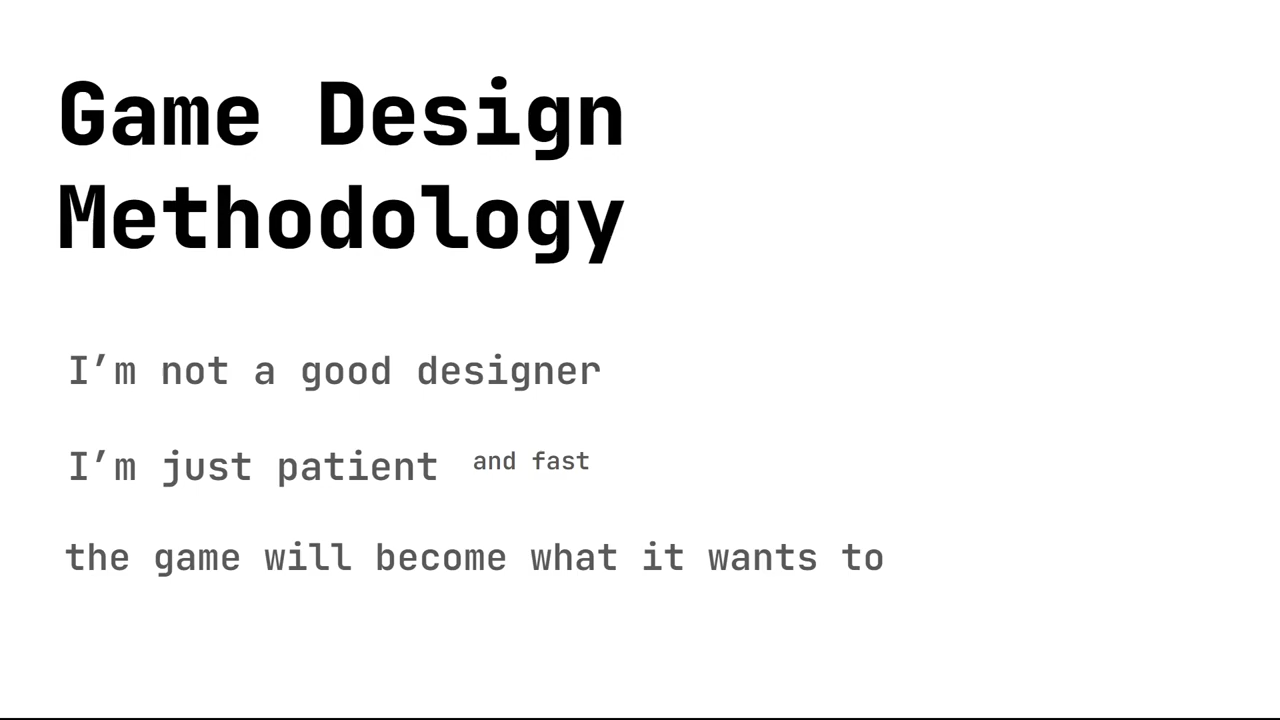 Game Design
Methodology
I’m not a good designer
I’m just patient and fast
the game will become what it wants to